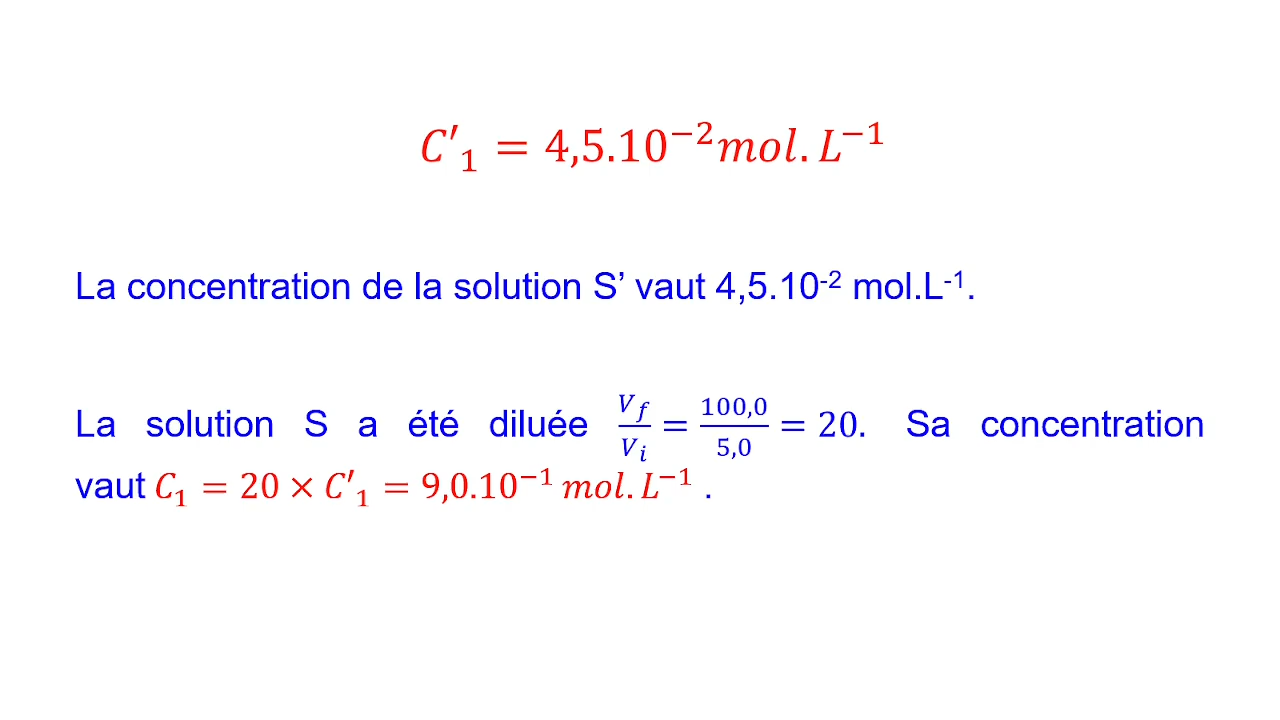 C′₁ = 4,5.10⁻²mol.L⁻¹
La concentration de la solution S’ vaut 4,5.10⁻² mol.L⁻¹.
La solution S a été diluée V_f/V_i = 100,0/5,0 = 20. Sa concentration
vaut C₁ = 20 × C′₁ = 9,0.10⁻¹ mol.L⁻¹ .